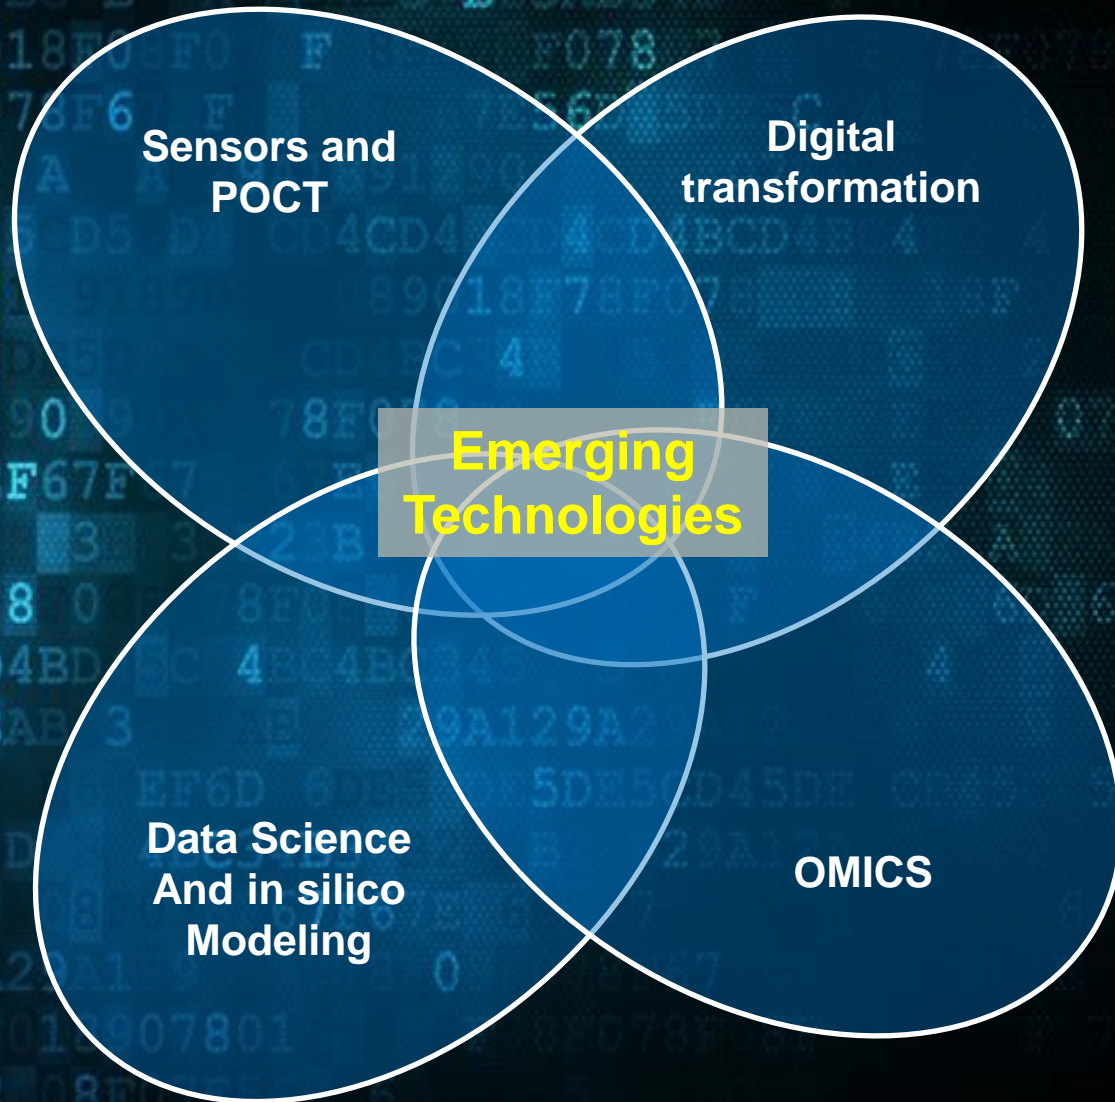 Sensors and
POCT
Digital
transformation
Emerging
Technologies
Data Science
And in silico
Modeling
OMICS